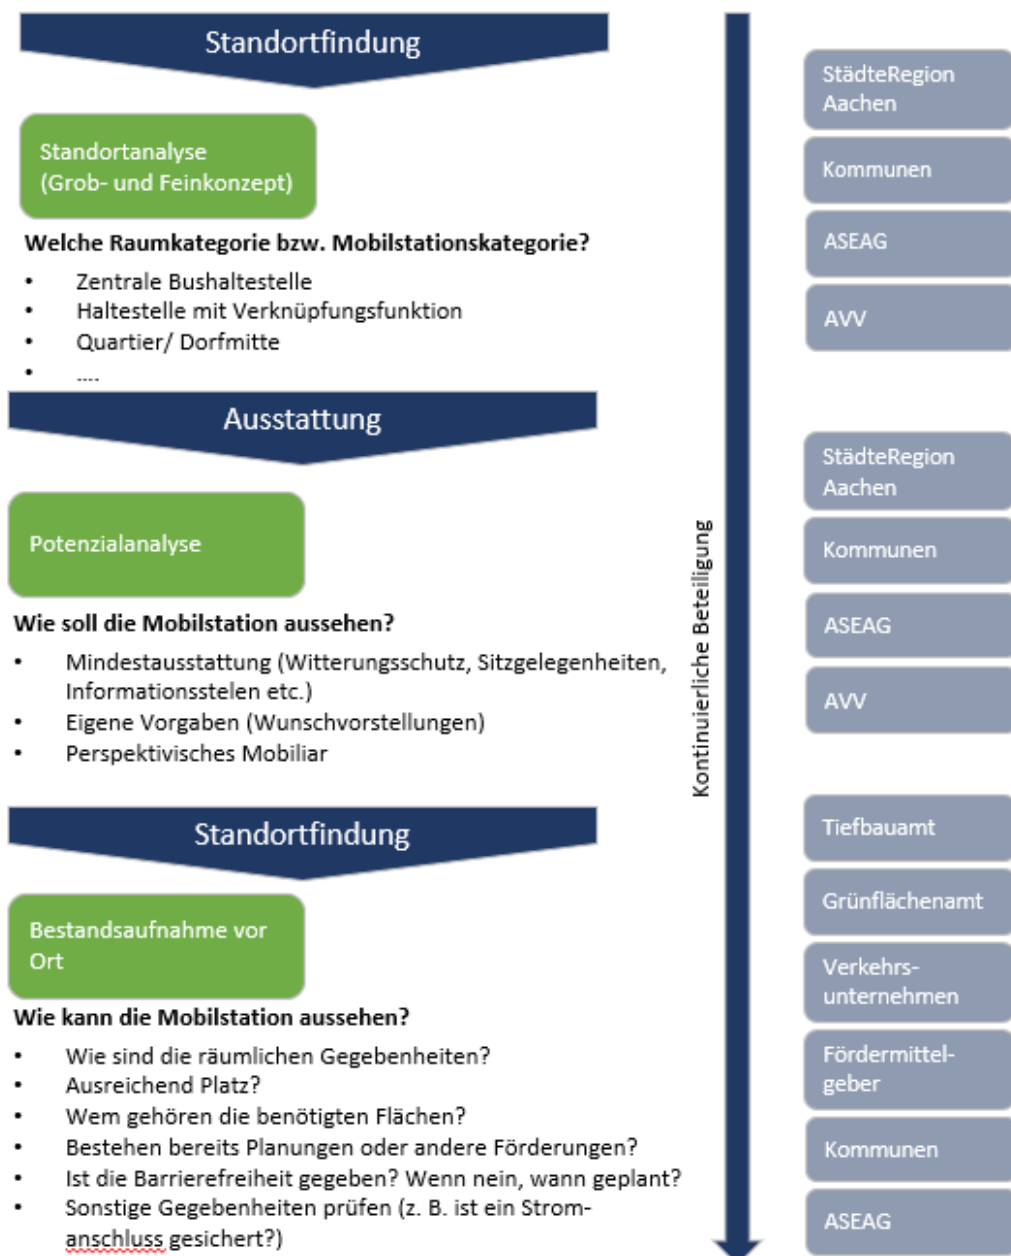 Standortfindung
Standortanalyse
(Grob- und Feinkonzept)
Welche Raumkategorie bzw. Mobilstationskategorie?
• Zentrale Bushaltestelle
• Haltestelle mit Verknüpfungsfunktion
• Quartier/ Dorfmitte
• ....
Ausstattung
Potenzialanalyse
Wie soll die Mobilstation aussehen?
• Mindestausstattung (Witterungsschutz, Sitzgelegenheiten,
Informationsstelen etc.)
• Eigene Vorgaben (Wunschvorstellungen)
• Perspektivisches Mobiliar
Standortfindung
Bestandsaufnahme vor
Ort
Wie kann die Mobilstation aussehen?
• Wie sind die räumlichen Gegebenheiten?
• Ausreichend Platz?
• Wem gehören die benötigten Flächen?
• Bestehen bereits Planungen oder andere Förderungen?
• Ist die Barrierefreiheit gegeben? Wenn nein, wann geplant?
• Sonstige Gegebenheiten prüfen (z. B. ist ein Strom-
anschluss gesichert?)
Kontinuierliche Beteiligung
StädteRegion
Aachen
Kommunen
ASEAG
AVV
StädteRegion
Aachen
Kommunen
ASEAG
AVV
Tiefbauamt
Grünflächenamt
Verkehrs-
unternehmen
Fördermittel-
geber
Kommunen
ASEAG